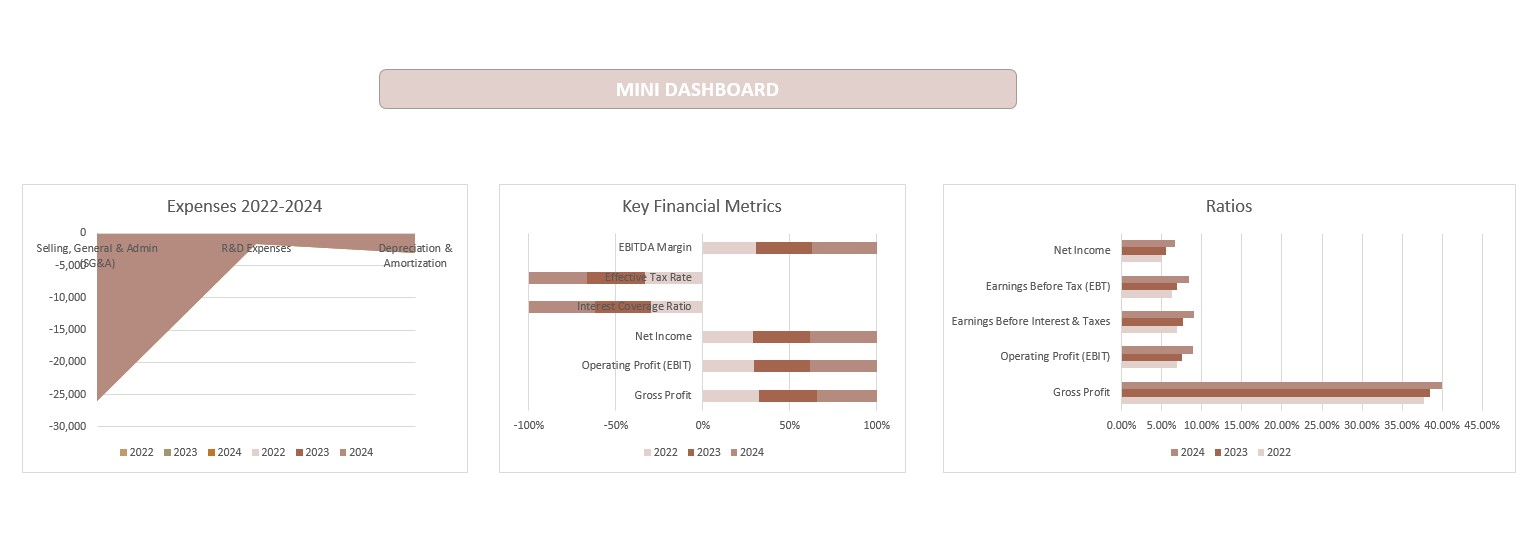 MINI DASHBOARD
Expenses 2022-2024
0
Selling, General & Admin
(SG&A)
R&D Expenses
Depreciation &
Amortization
-5,000
-10,000
-15,000
-20,000
-25,000
-30,000
2022 2023 2024 2022 2023 2024
Key Financial Metrics
EBITDA Margin
Effective Tax Rate
Interest Coverage Ratio
Net Income
Operating Profit (EBIT)
Gross Profit
-100% -50% 0% 50% 100%
2022 2023 2024
Ratios
Net Income
Earnings Before Tax (EBT)
Earnings Before Interest & Taxes
Operating Profit (EBIT)
Gross Profit
0.00% 5.00% 10.00% 15.00% 20.00% 25.00% 30.00% 35.00% 40.00% 45.00%
2024 2023 2022